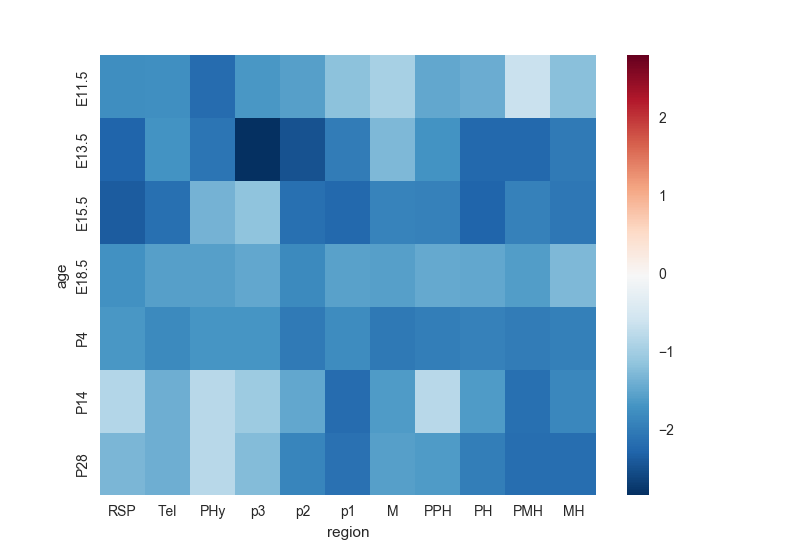 E11.5
E13.5
E15.5
E18.5
P4
P14
P28
age
RSP Tel PHy p3 p2 p1 M PPH PH PMH MH
region
2
1
0
−1
−2